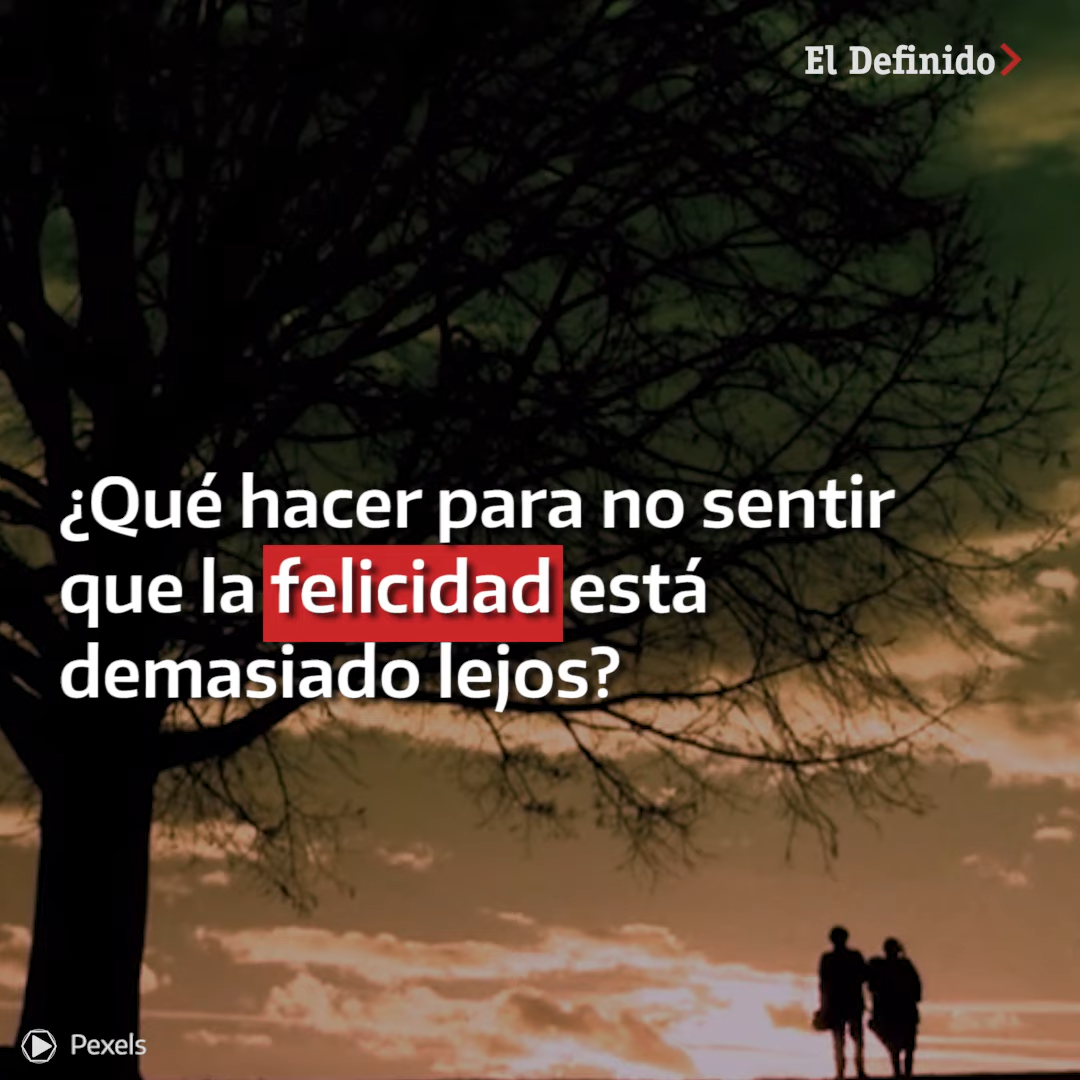 El Definido
¿Qué hacer para no sentir
que la felicidad está
demasiado lejos?
Pexels